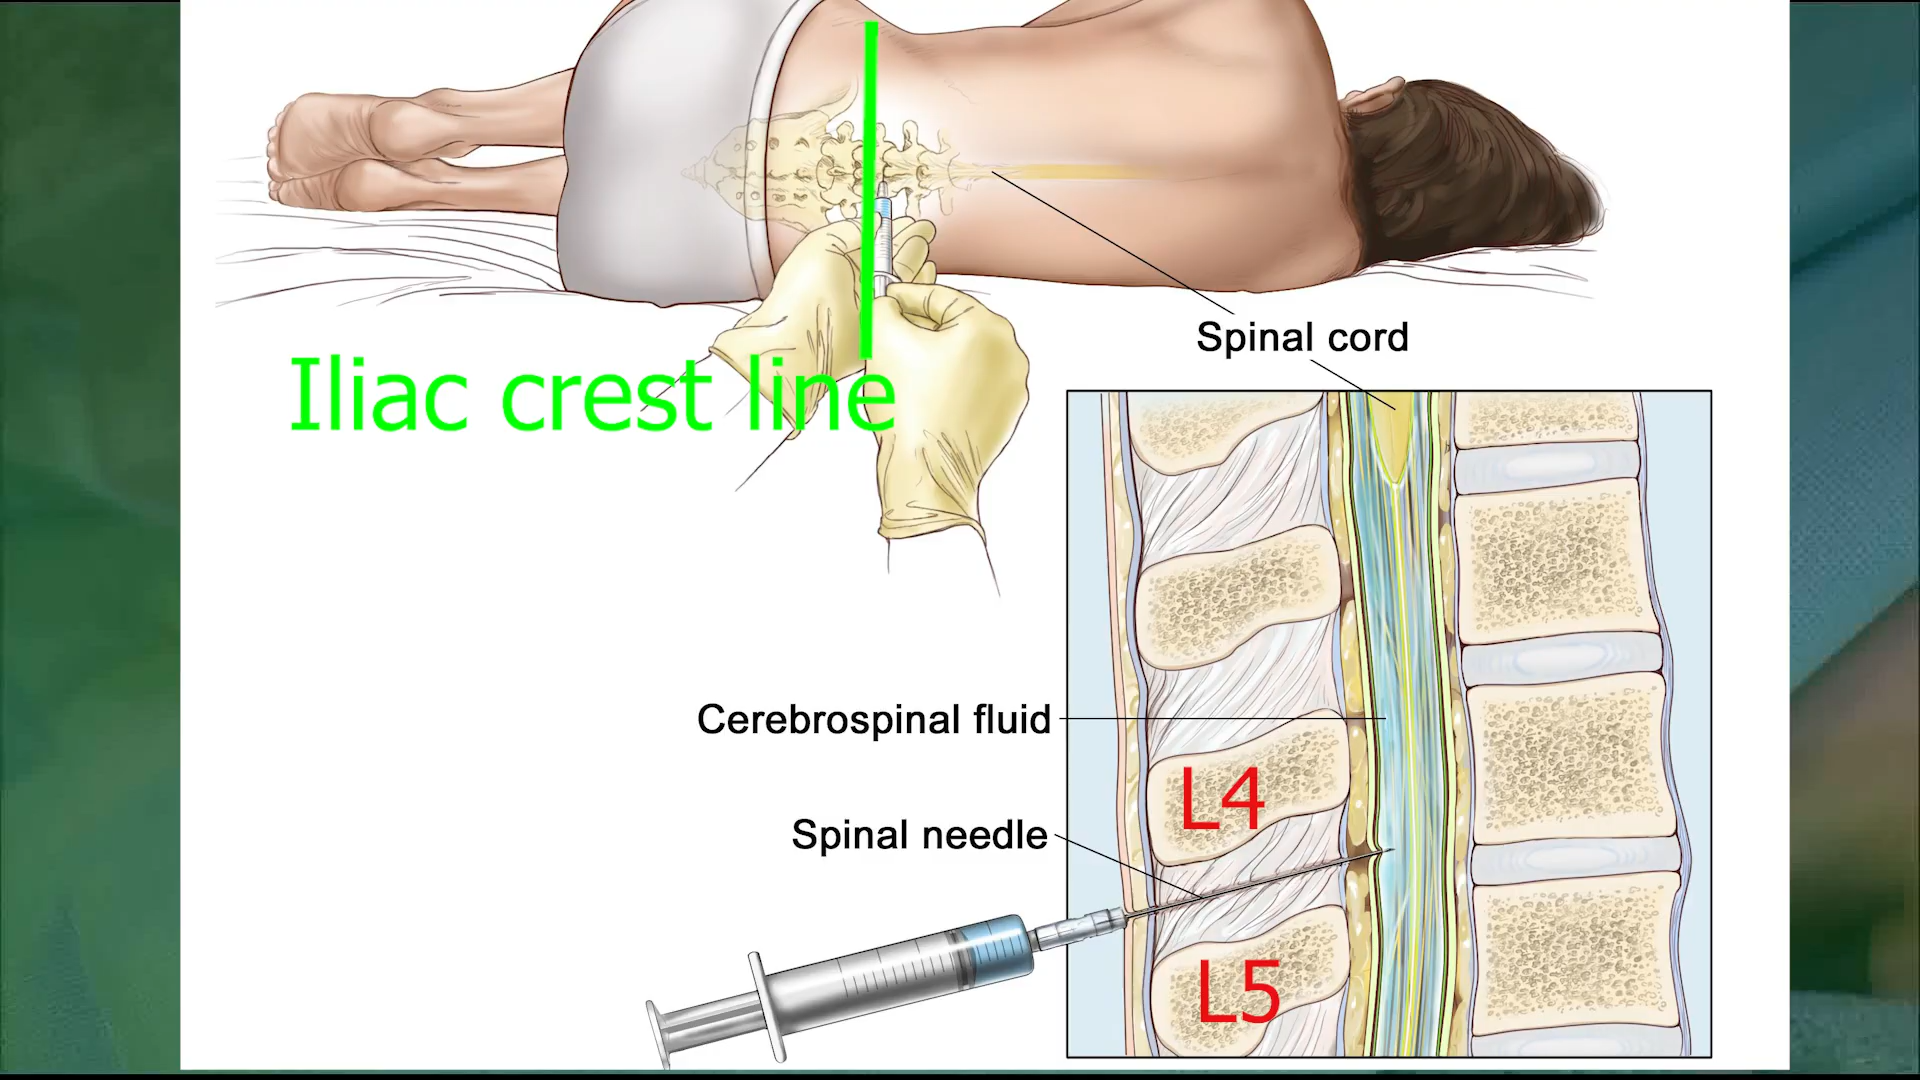 Spinal cord
Iliac crest line
Cerebrospinal fluid
L4
Spinal needle
L5